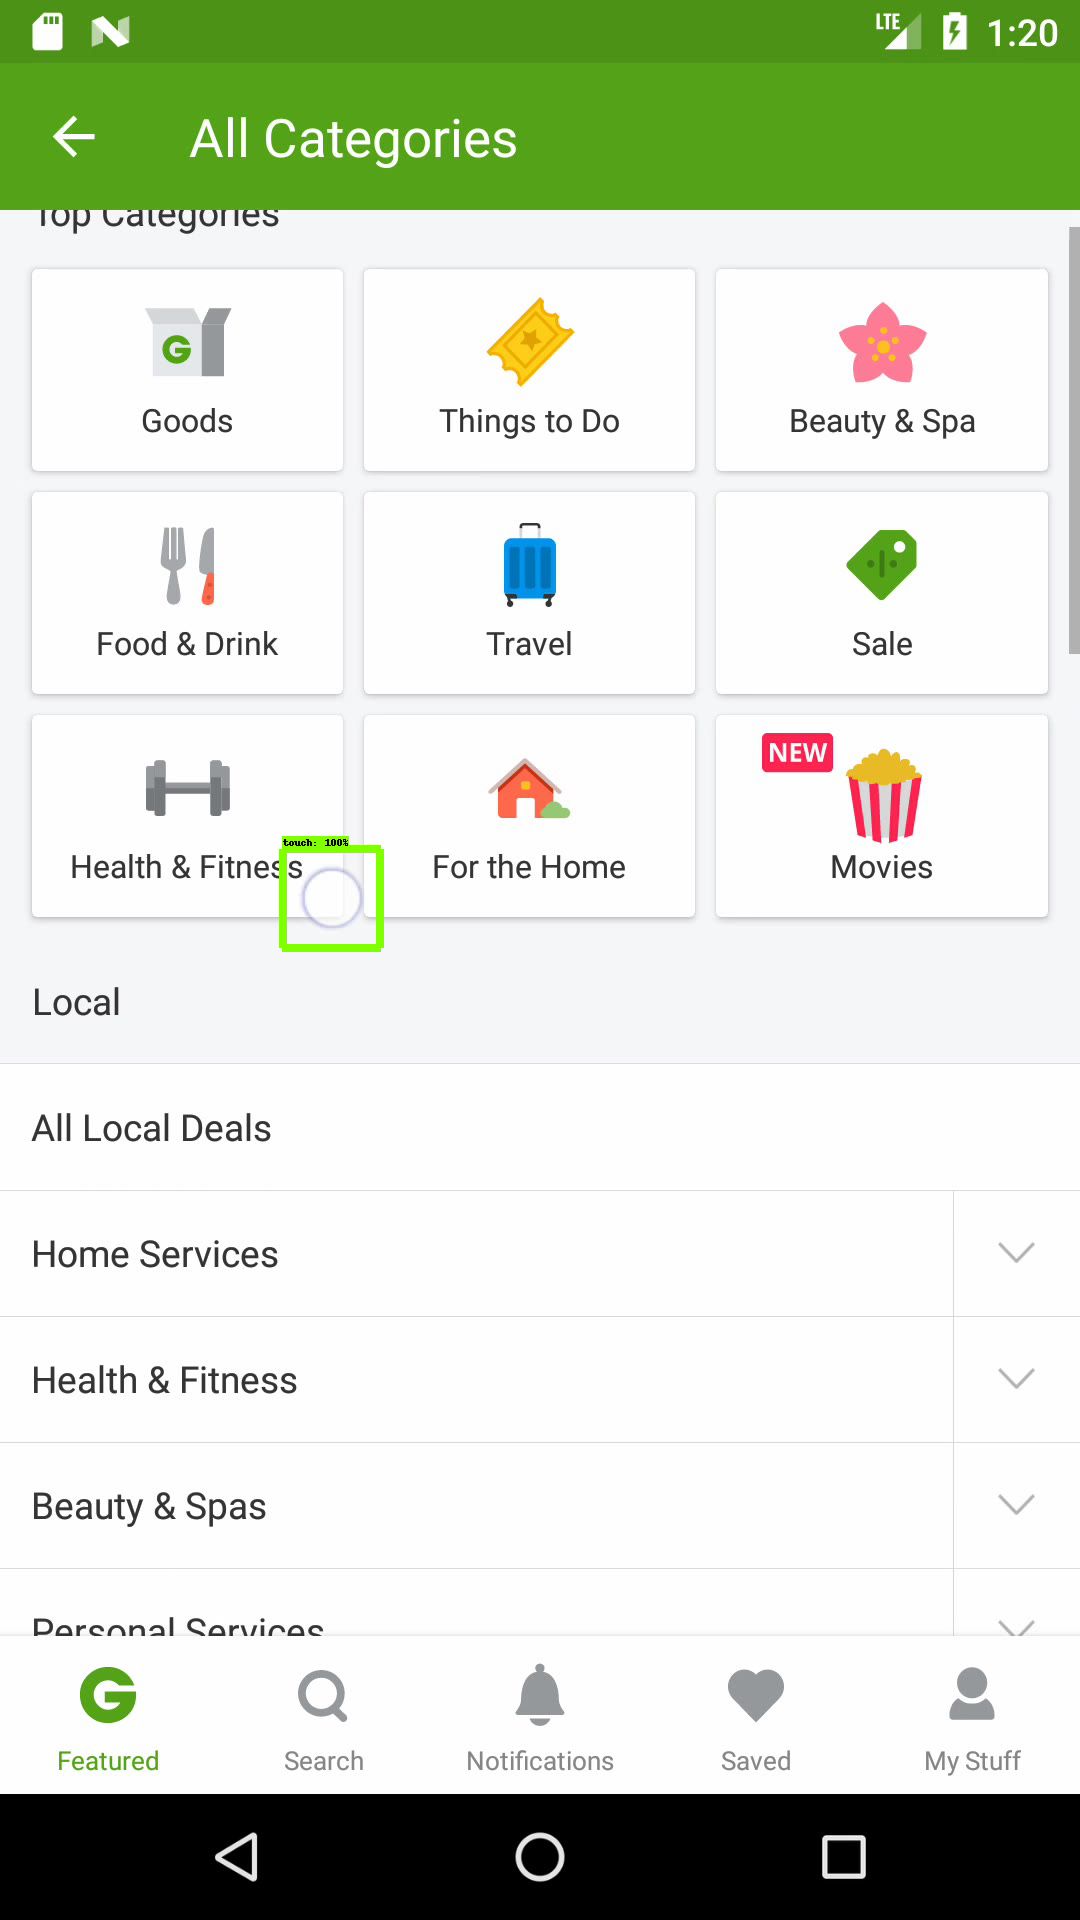 LTE 1:20
All Categories
Top Categories
Goods
Things to Do
Beauty & Spa
Food & Drink
Travel
Sale
NEW
Health & Fitness
For the Home
Movies
touch: 100%
Local
All Local Deals
Home Services
Health & Fitness
Beauty & Spas
Personal Services
Featured
Search
Notifications
Saved
My Stuff